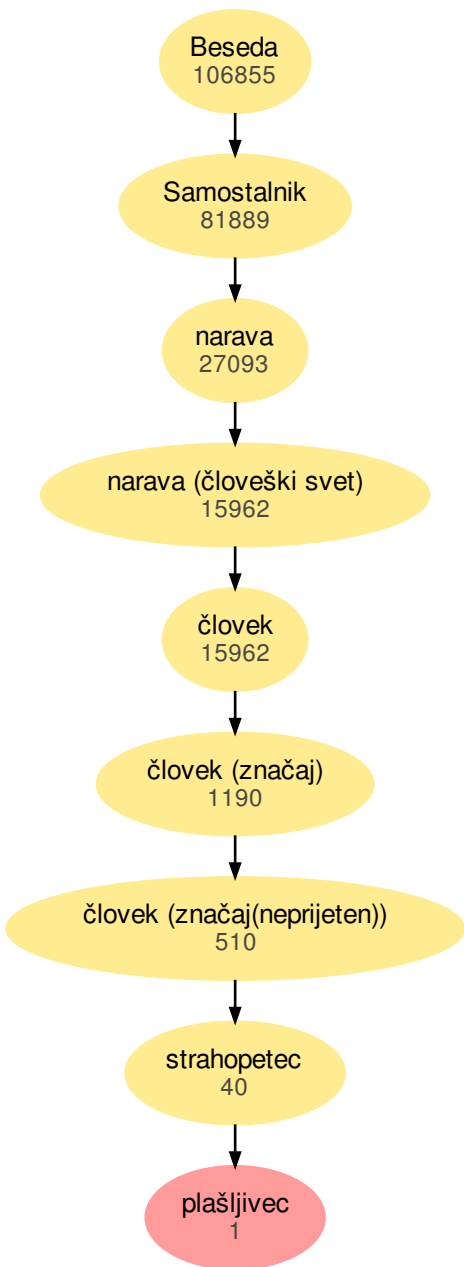 Beseda
106855
Samostalnik
81889
narava
27093
narava (človeški svet)
15962
človek
15962
človek (značaj)
1190
človek (značaj(neprijeten))
510
strahopetec
40
plašljivec
1